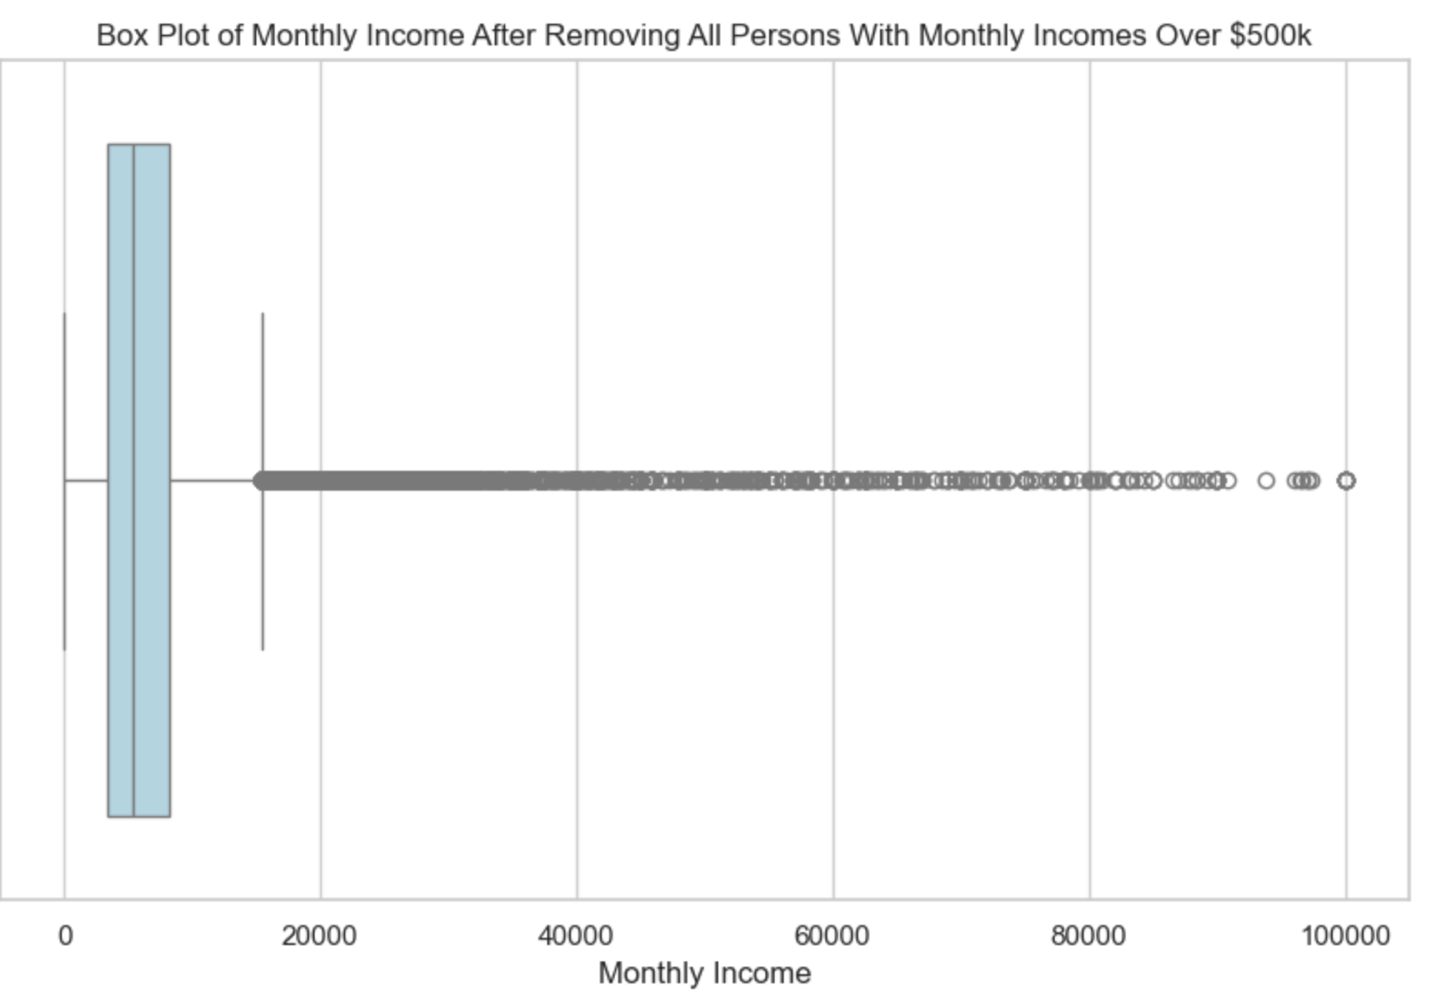 Box Plot of Monthly Income After Removing All Persons With Monthly Incomes Over $500k
0 20000 40000 60000 80000 100000
Monthly Income